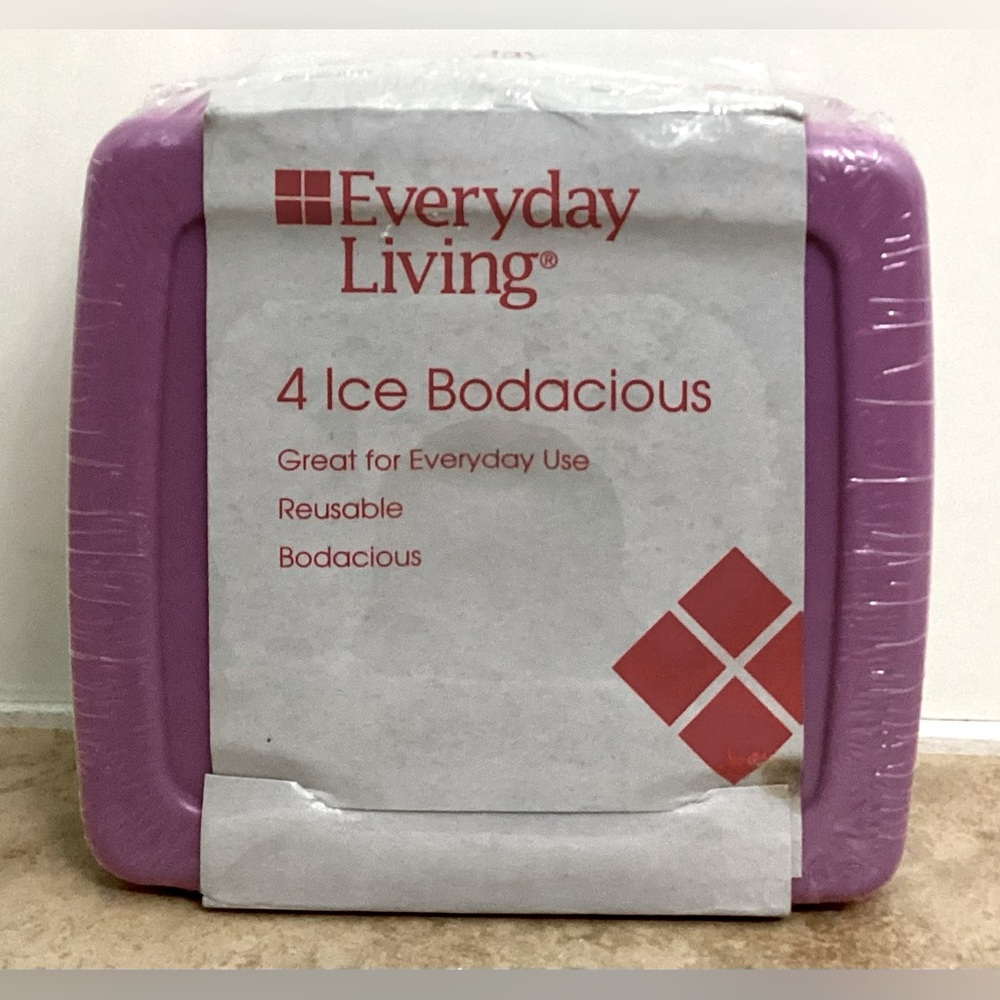 Everyday
Living®
4 Ice Bodacious
Great for Everyday Use
Reusable
Bodacious